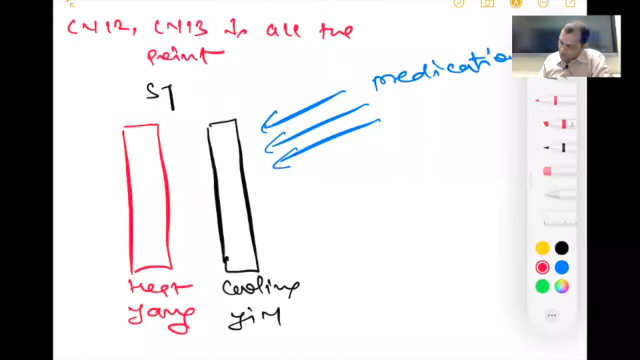 CN12, CN13 is all the
point
ST
medication
Heat
Yang
Cooling
YiN